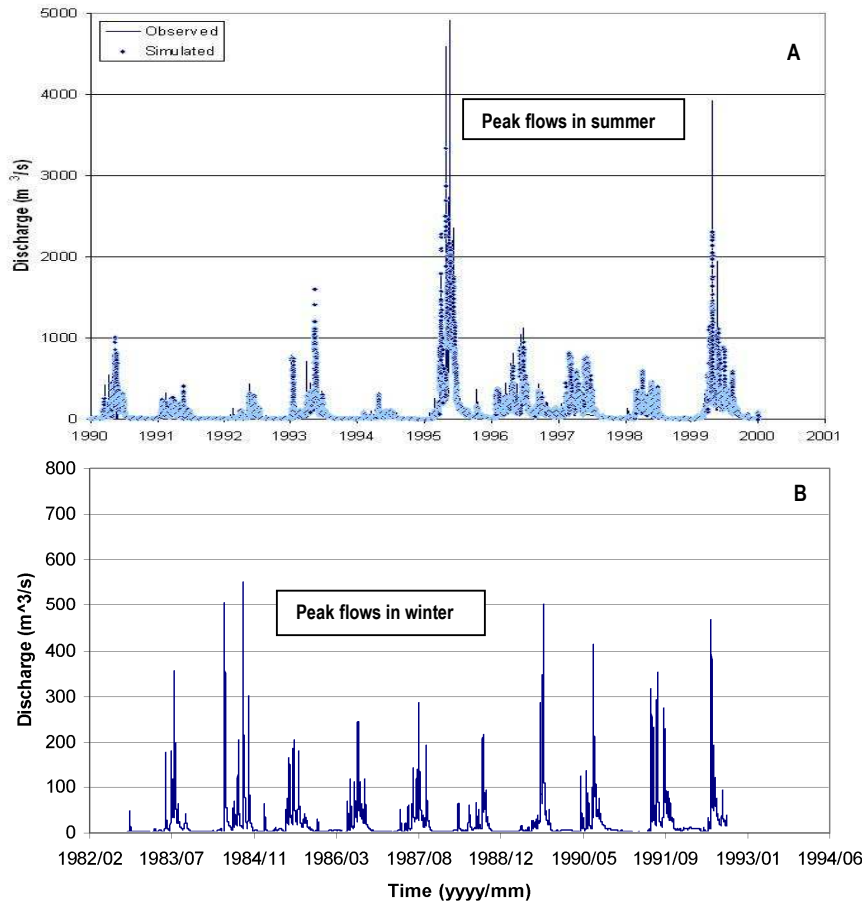 5000
Observed
Simulated
A
4000
Peak flows in summer
3000
2000
1000
0
Discharge (m 3/s)
1990 1991 1992 1993 1994 1995 1996 1997 1998 1999 2000 2001
800
B
700
600
500
Peak flows in winter
400
300
200
100
0
Discharge (m^3/s)
1982/02 1983/07 1984/11 1986/03 1987/08 1988/12 1990/05 1991/09 1993/01 1994/06
Time (yyyy/mm)